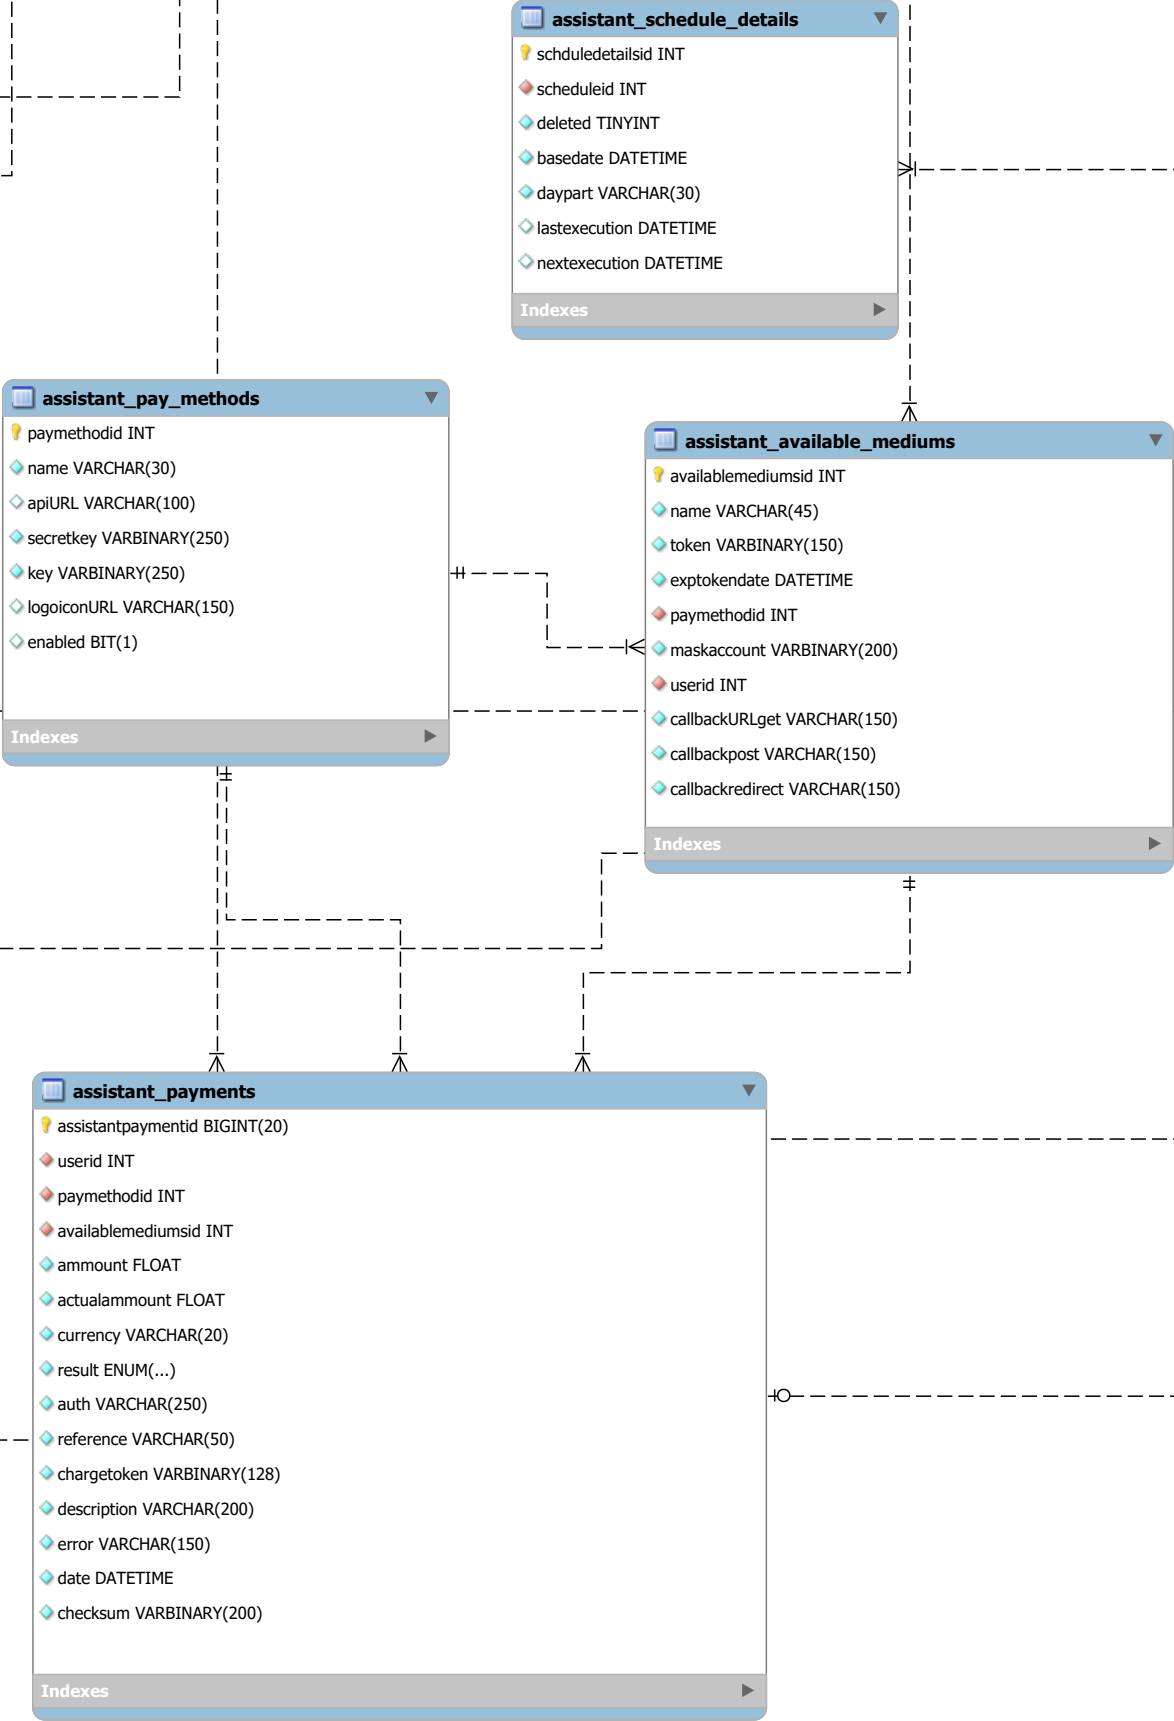 assistant_schedule_details
schduledetailsid INT
scheduleid INT
deleted TINYINT
basedate DATETIME
daypart VARCHAR(30)
lastexecution DATETIME
nextexecution DATETIME
Indexes
assistant_pay_methods
paymethodid INT
name VARCHAR(30)
apiURL VARCHAR(100)
secretkey VARBINARY(250)
key VARBINARY(250)
logoiconURL VARCHAR(150)
enabled BIT(1)
Indexes
assistant_available_mediums
availablemediumsid INT
name VARCHAR(45)
token VARBINARY(150)
exptokendate DATETIME
paymethodid INT
maskaccount VARBINARY(200)
userid INT
callbackURLget VARCHAR(150)
callbackpost VARCHAR(150)
callbackredirect VARCHAR(150)
Indexes
assistant_payments
assistantpaymentid BIGINT(20)
userid INT
paymethodid INT
availablemediumsid INT
ammount FLOAT
actualammount FLOAT
currency VARCHAR(20)
result ENUM(...)
auth VARCHAR(250)
reference VARCHAR(50)
chargetoken VARBINARY(128)
description VARCHAR(200)
error VARCHAR(150)
date DATETIME
checksum VARBINARY(200)
Indexes